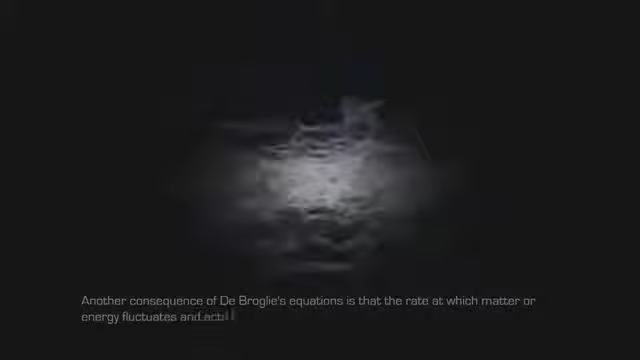 Another consequence of De Broglie's equations is that the rate at which matter or
energy fluctuates and